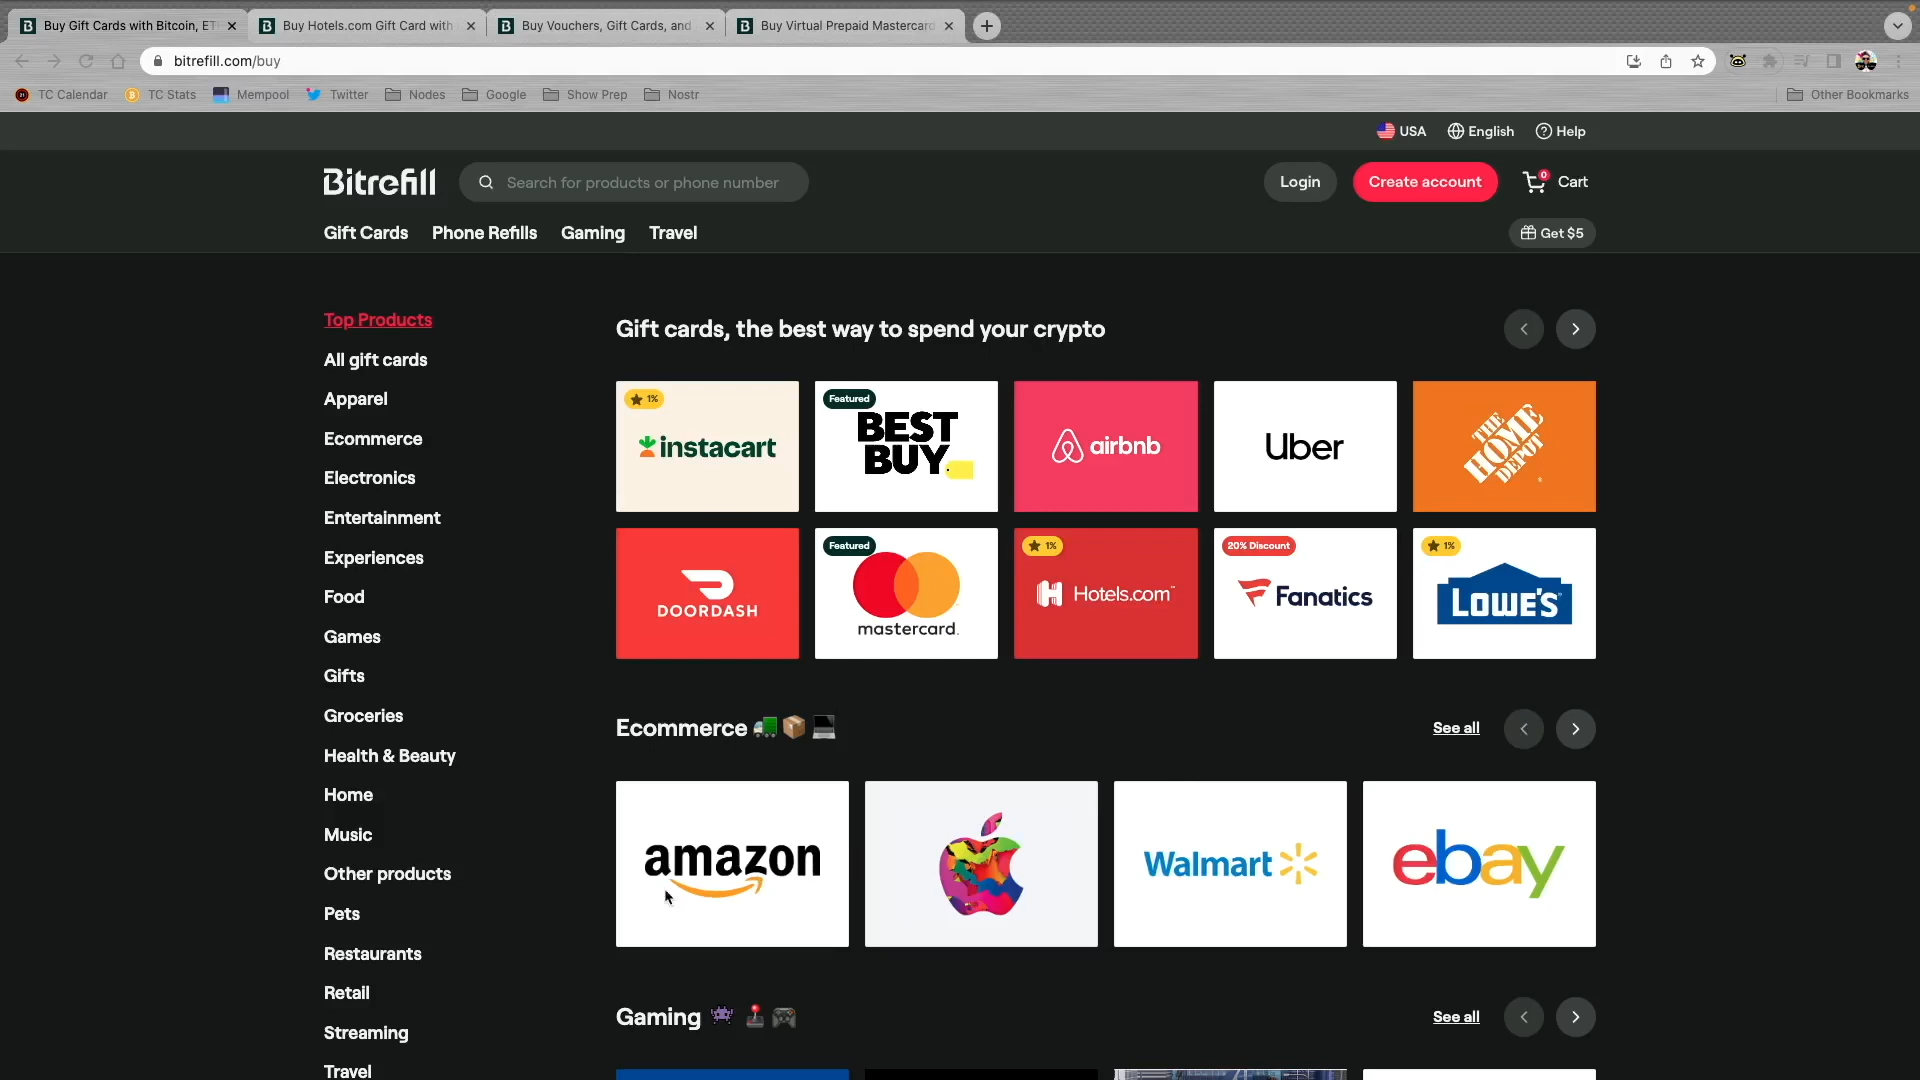 Buy Gift Cards with Bitcoin, ET
Buy Hotels.com Gift Card with
Buy Vouchers, Gift Cards, and
Buy Virtual Prepaid Mastercard
bitrefill.com/buy
TC Calendar
TC Stats
Mempool
Twitter
Nodes
Google
Show Prep
Nostr
Other Bookmarks
USA
English
Help
Bitrefill
Search for products or phone number
Login
Create account
0
Cart
Gift Cards
Phone Refills
Gaming
Travel
Get $5
Top Products
All gift cards
Apparel
Ecommerce
Electronics
Entertainment
Experiences
Food
Games
Gifts
Groceries
Health & Beauty
Home
Music
Other products
Pets
Restaurants
Retail
Streaming
Travel
Gift cards, the best way to spend your crypto
1%
instacart
Featured
BEST
BUY
airbnb
Uber
THE
HOME
DEPOT
DOORDASH
Featured
mastercard.
1%
Hotels.com
20% Discount
Fanatics
1%
LOWE'S
Ecommerce
See all
amazon
Walmart
ebay
Gaming
See all